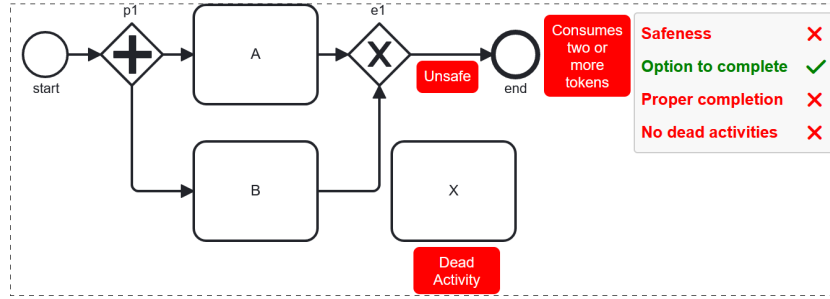 p1
e1
A
start
Unsafe
end
Consumes
two or
more
tokens
Safeness
Option to complete
Proper completion
No dead activities
B
X
Dead
Activity